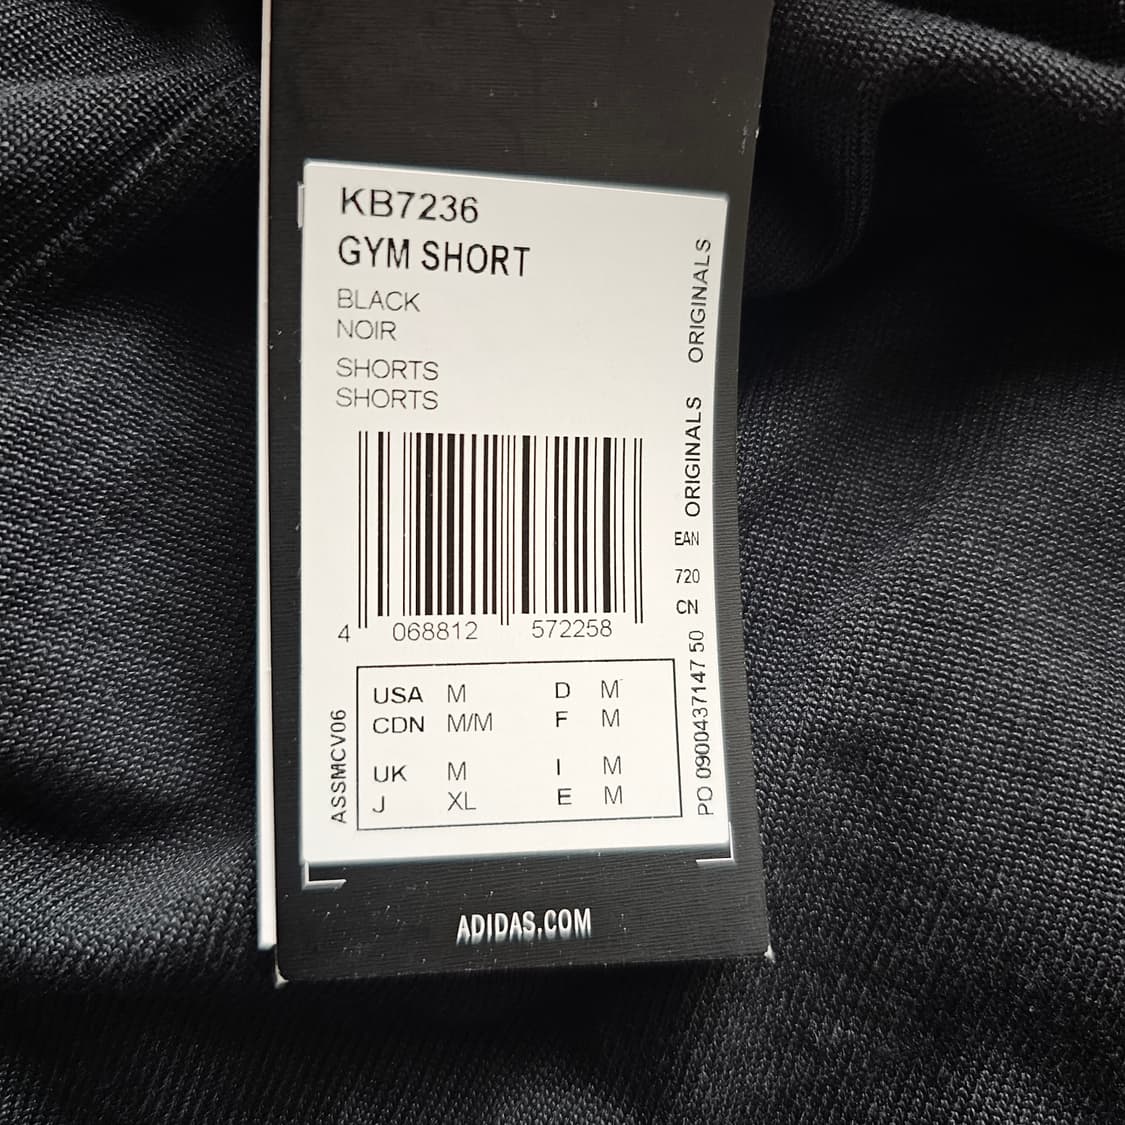 KB7236
GYM SHORT
BLACK
NOIR
SHORTS
SHORTS
ORIGINALS ORIGINALS
EAN
720
CN
4 068812 572258
PO 0900437147 50
ASSMCV06
USA M D M
CDN M/M F M
UK M I M
J XL E M
ADIDAS.COM